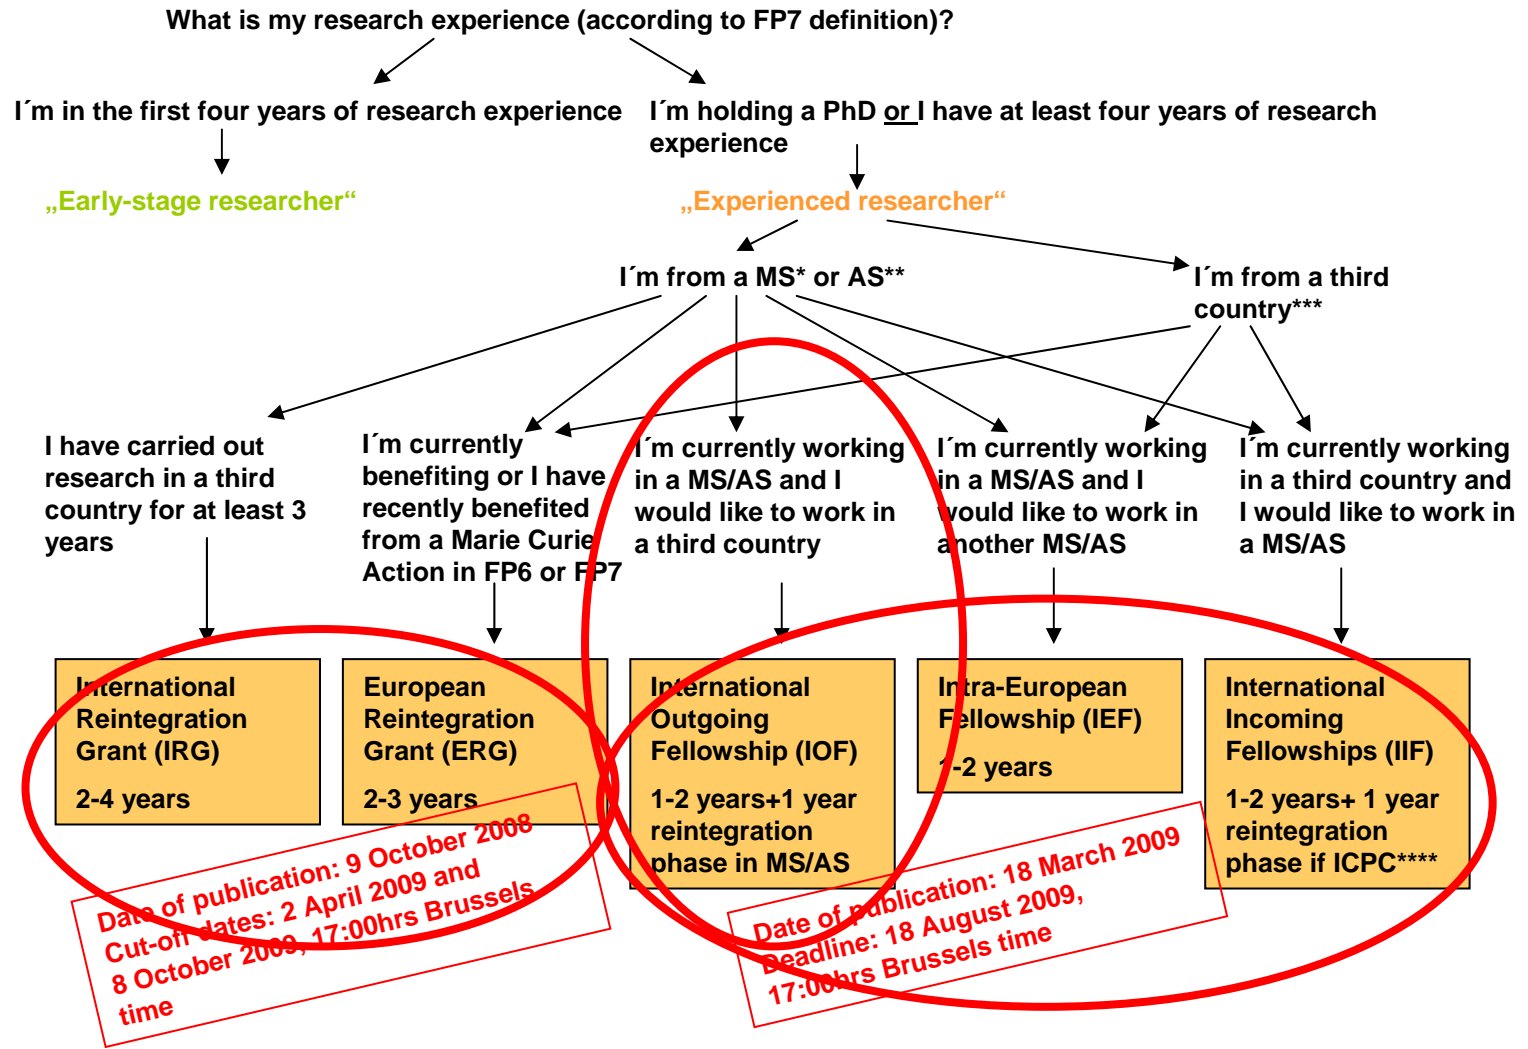 What is my research experience (according to FP7 definition)?
I´m in the first four years of research experience
I´m holding a PhD or I have at least four years of research
experience
„Early-stage researcher“
„Experienced researcher“
I´m from a MS* or AS**
I´m from a third
country***
I have carried out
research in a third
country for at least 3
years
I´m currently
benefiting or I have
recently benefited
from a Marie Curie
Action in FP6 or FP7
I´m currently working
in a MS/AS and I
would like to work in
a third country
I´m currently working
in a MS/AS and I
would like to work in
another MS/AS
I´m currently working
in a third country and
I would like to work in
a MS/AS
International
Reintegration
Grant (IRG)
2-4 years
European
Reintegration
Grant (ERG)
2-3 years
International
Outgoing
Fellowship (IOF)
1-2 years+1 year
reintegration
phase in MS/AS
Intra-European
Fellowship (IEF)
1-2 years
International
Incoming
Fellowships (IIF)
1-2 years+ 1 year
reintegration
phase if ICPC****
Date of publication: 9 October 2008
Cut-off dates: 2 April 2009 and
8 October 2009, 17:00hrs Brussels
time
Date of publication: 18 March 2009
Deadline: 18 August 2009,
17:00hrs Brussels time